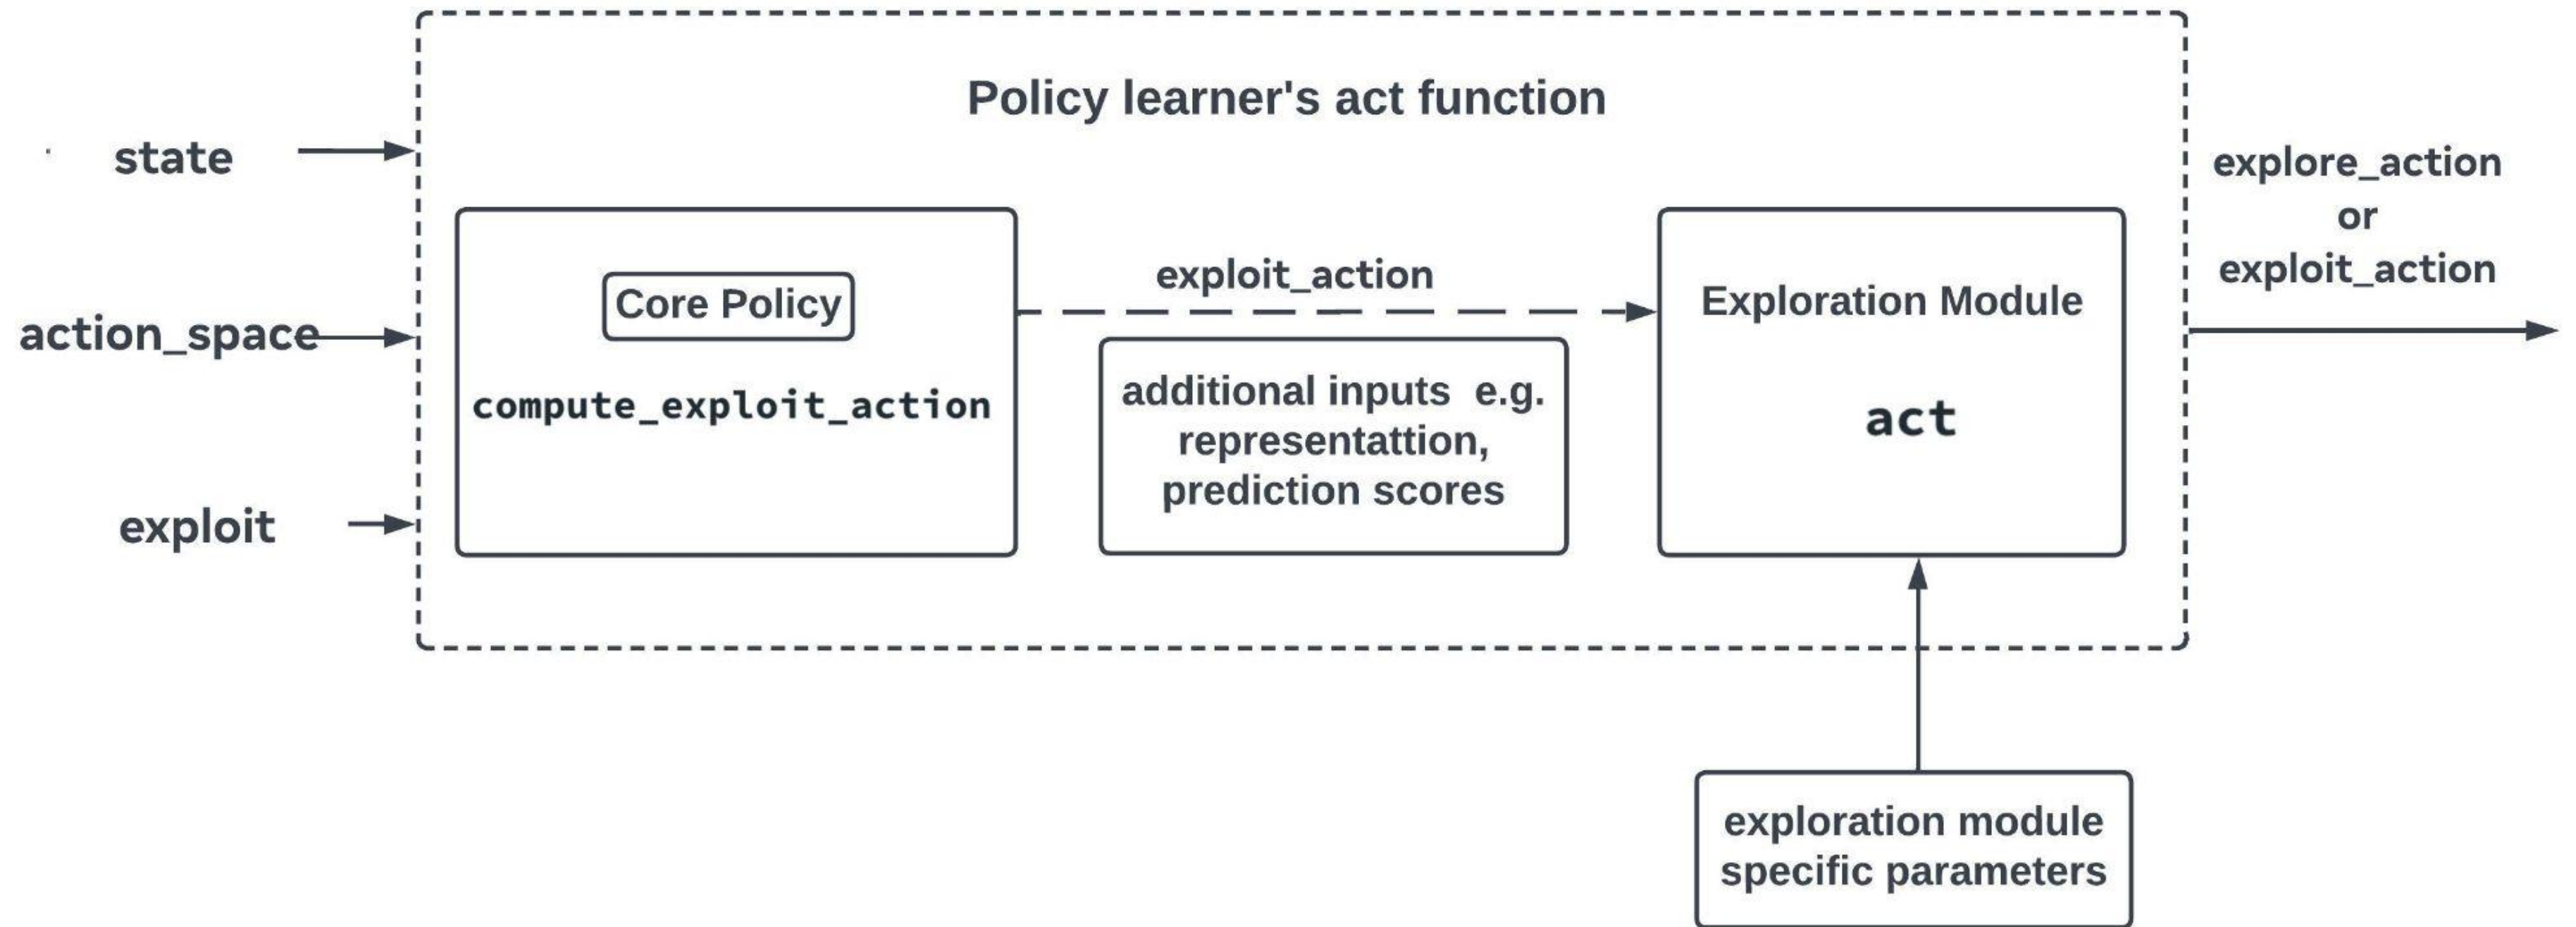 Policy learner's act function
state
action_space
exploit
Core Policy
compute_exploit_action
exploit_action
additional inputs e.g.
representattion,
prediction scores
Exploration Module
act
explore_action
or
exploit_action
exploration module
specific parameters